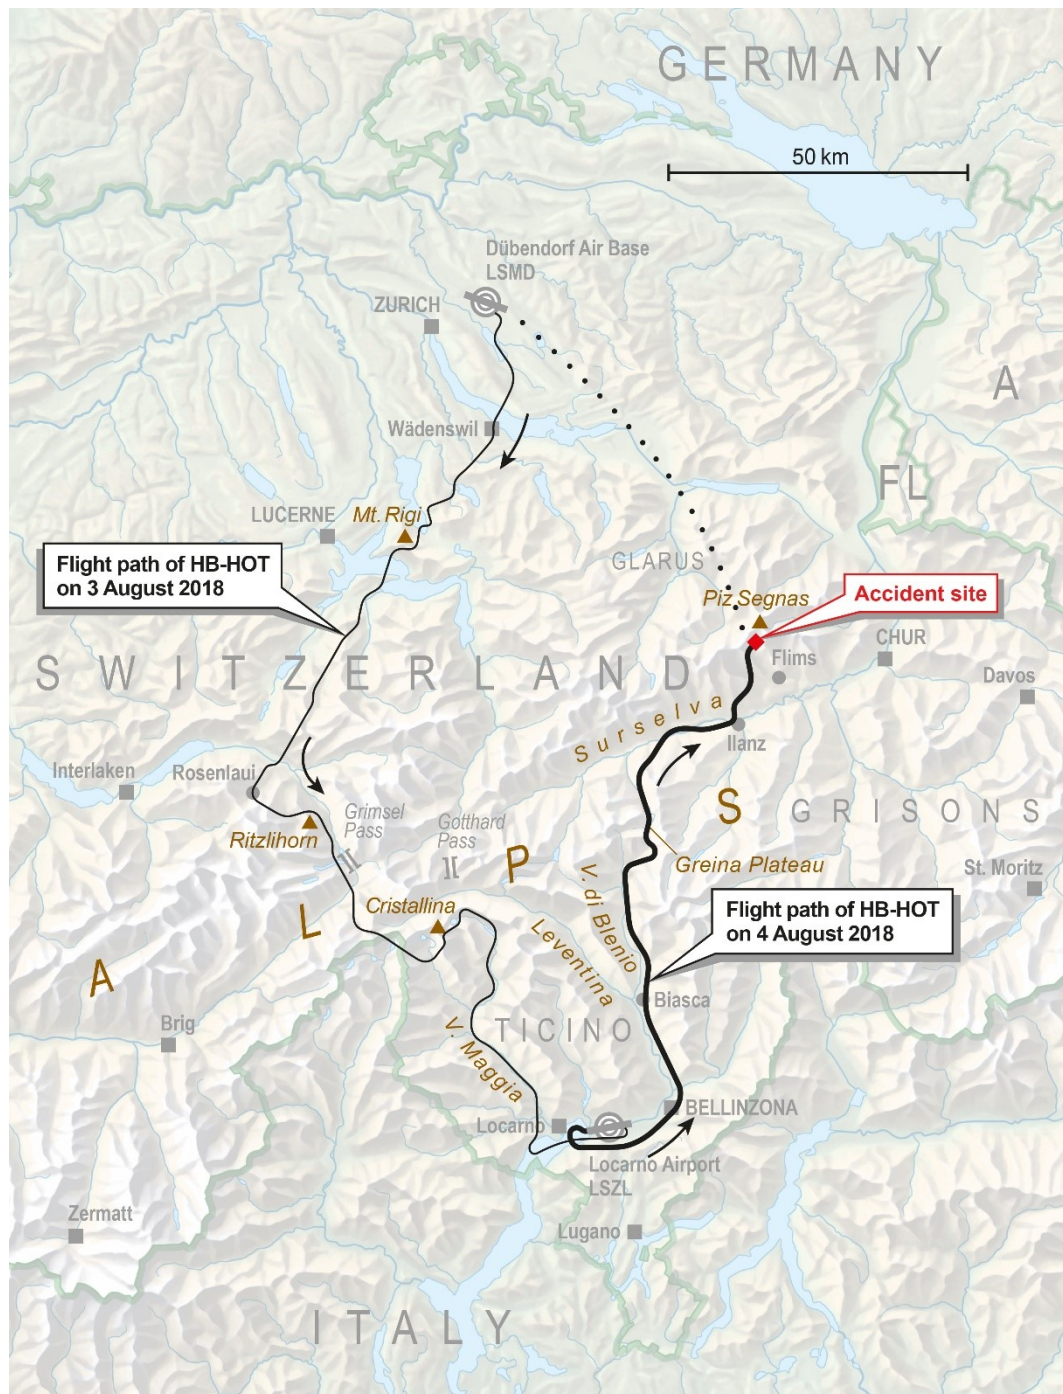 GERMANY
50 km
Dübendorf Air Base
LSMD
ZURICH
A
Wädenswil
FL
LUCERNE
Mt. Rigi
Flight path of HB-HOT
on 3 August 2018
GLARUS
Piz Segnas
Accident site
CHUR
SWITZERLAND
Flims
Davos
Surselva
Ilanz
Interlaken
Rosenlaui
Grimsel
Pass
Gotthard
Pass
Ritzlihorn
S
GRISONS
P
Greina Plateau
St. Moritz
V. di Blenio
Cristallina
L
Flight path of HB-HOT
on 4 August 2018
Leventina
A
Biasca
Brig
TICINO
V. Maggia
BELLINZONA
Locarno
Locarno Airport
LSZL
Zermatt
Lugano
ITALY